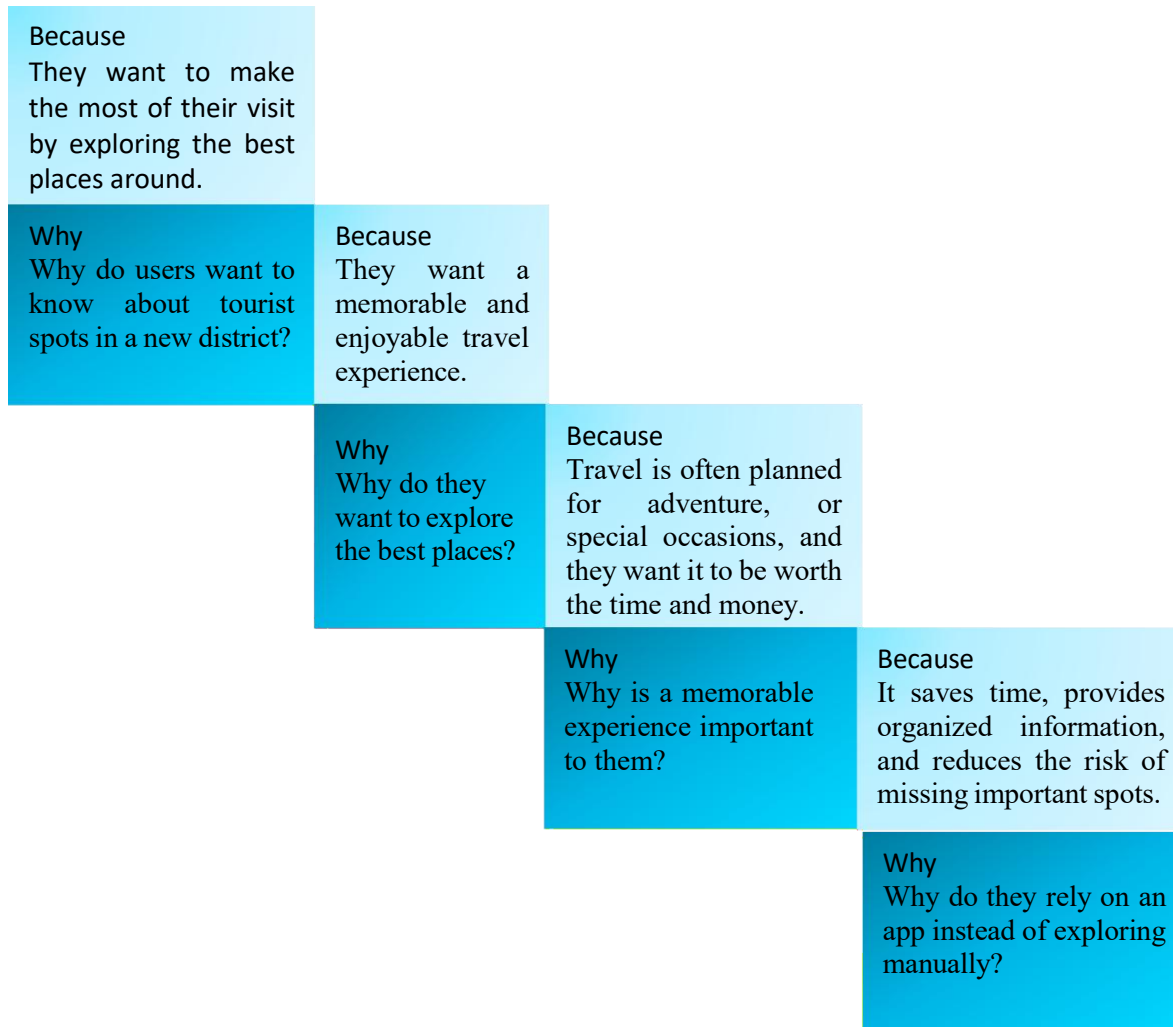 Because
They want to make
the most of their visit
by exploring the best
places around.
Why
Why do users want to
know about tourist
spots in a new district?
Because
They want a
memorable and
enjoyable travel
experience.
Why
Why do they
want to explore
the best places?
Because
Travel is often planned
for adventure, or
special occasions, and
they want it to be worth
the time and money.
Why
Why is a memorable
experience important
to them?
Because
It saves time, provides
organized information,
and reduces the risk of
missing important spots.
Why
Why do they rely on an
app instead of exploring
manually?